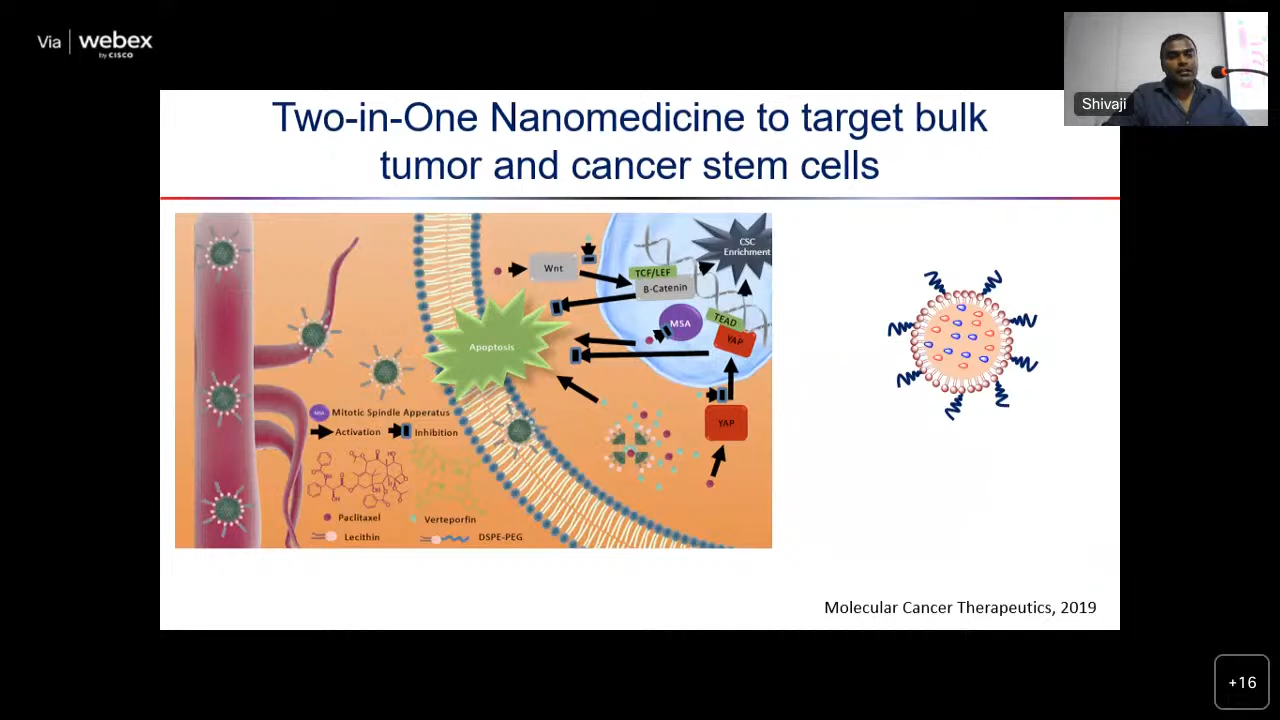 Via webex
by CISCO
Shivaji
Two-in-One Nanomedicine to target bulk
tumor and cancer stem cells
CSC
Enrichment
Wnt
TCF/LEF
B-Catenin
MSA
TEAD
YAP
Apoptosis
YAP
MSA Mitotic Spindle Apparatus
Activation Inhibition
Paclitaxel Verteporfin
Lecithin DSPE-PEG
Molecular Cancer Therapeutics, 2019
+16